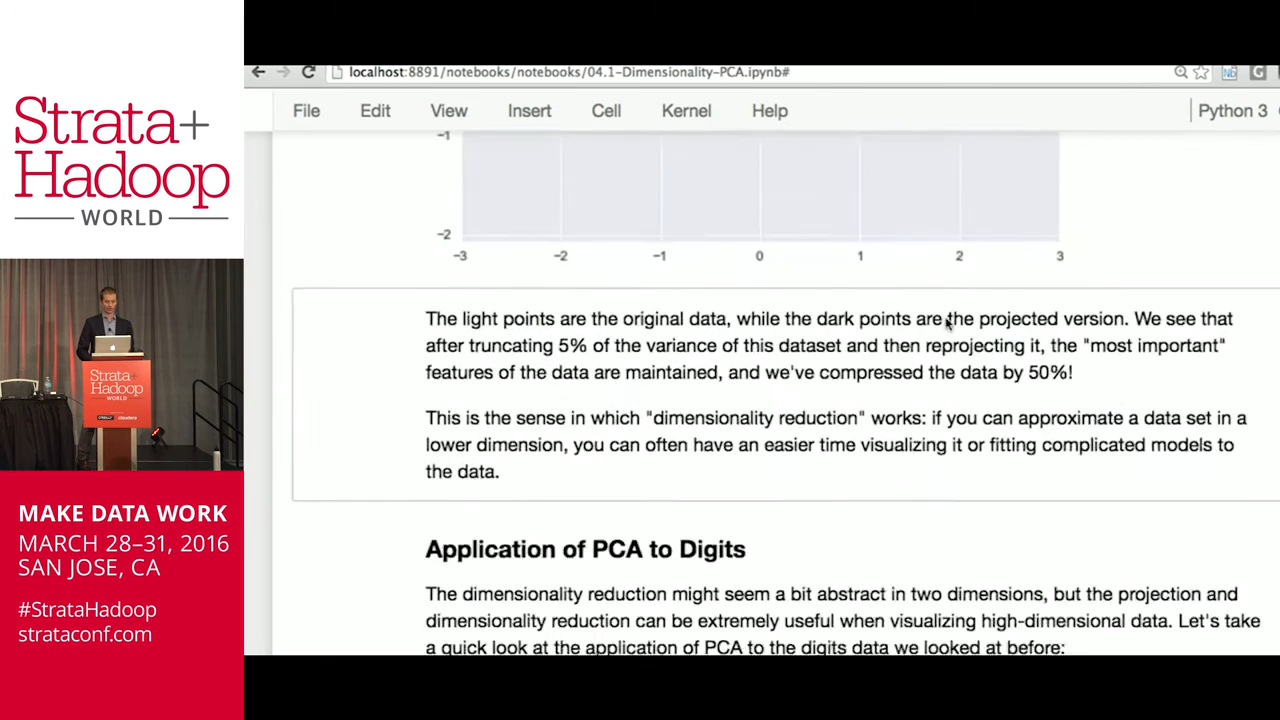 Strata+
Hadoop
WORLD
MAKE DATA WORK
MARCH 28–31, 2016
SAN JOSE, CA
#StrataHadoop
strataconf.com
Strata+
Hadoop
WORLD
localhost:8891/notebooks/notebooks/04.1-Dimensionality-PCA.ipynb#
File Edit View Insert Cell Kernel Help Python 3
−1
−2
−3 −2 −1 0 1 2 3
The light points are the original data, while the dark points are the projected version. We see that
after truncating 5% of the variance of this dataset and then reprojecting it, the "most important"
features of the data are maintained, and we've compressed the data by 50%!
This is the sense in which "dimensionality reduction" works: if you can approximate a data set in a
lower dimension, you can often have an easier time visualizing it or fitting complicated models to
the data.
Application of PCA to Digits
The dimensionality reduction might seem a bit abstract in two dimensions, but the projection and
dimensionality reduction can be extremely useful when visualizing high-dimensional data. Let's take
a quick look at the application of PCA to the digits data we looked at before: